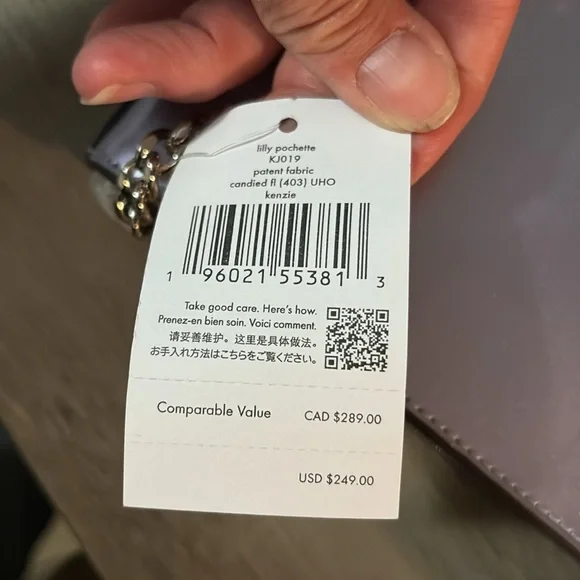 lilly pochette
KJ019
patent fabric
candied fl (403) UHO
kenzie
1 96021 55381 3
Take good care. Here's how.
Prenez-en bien soin. Voici comment.
请妥善维护。这里是具体做法。
お手入れ方法はこちらをご覧ください。
Comparable Value CAD $289.00
USD $249.00